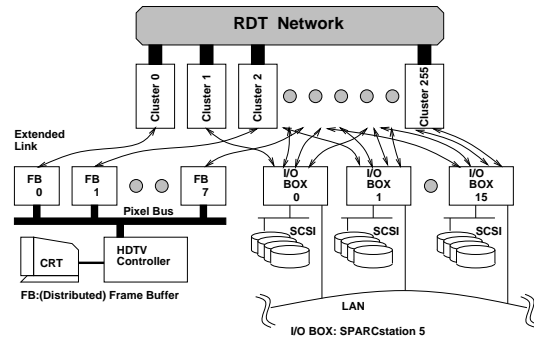 RDT Network
Cluster 0
Cluster 1
Cluster 2
Cluster 255
Extended
Link
FB
0
FB
1
FB
7
I/O
BOX
0
I/O
BOX
1
I/O
BOX
15
Pixel Bus
SCSI
SCSI
SCSI
CRT
HDTV
Controller
FB:(Distributed) Frame Buffer
LAN
I/O BOX: SPARCstation 5